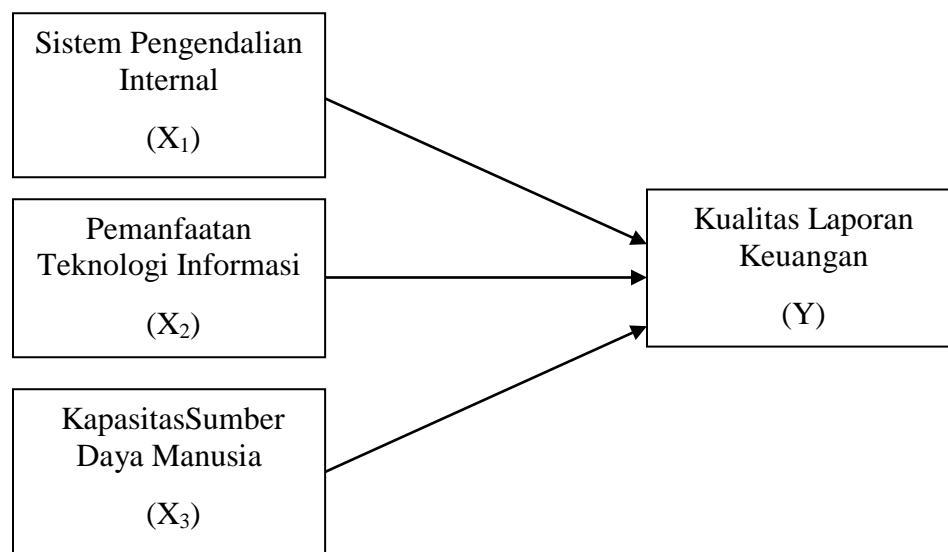 Sistem Pengendalian
Internal
(X₁)
Pemanfaatan
Teknologi Informasi
(X₂)
KapasitasSumber
Daya Manusia
(X₃)
Kualitas Laporan
Keuangan
(Y)